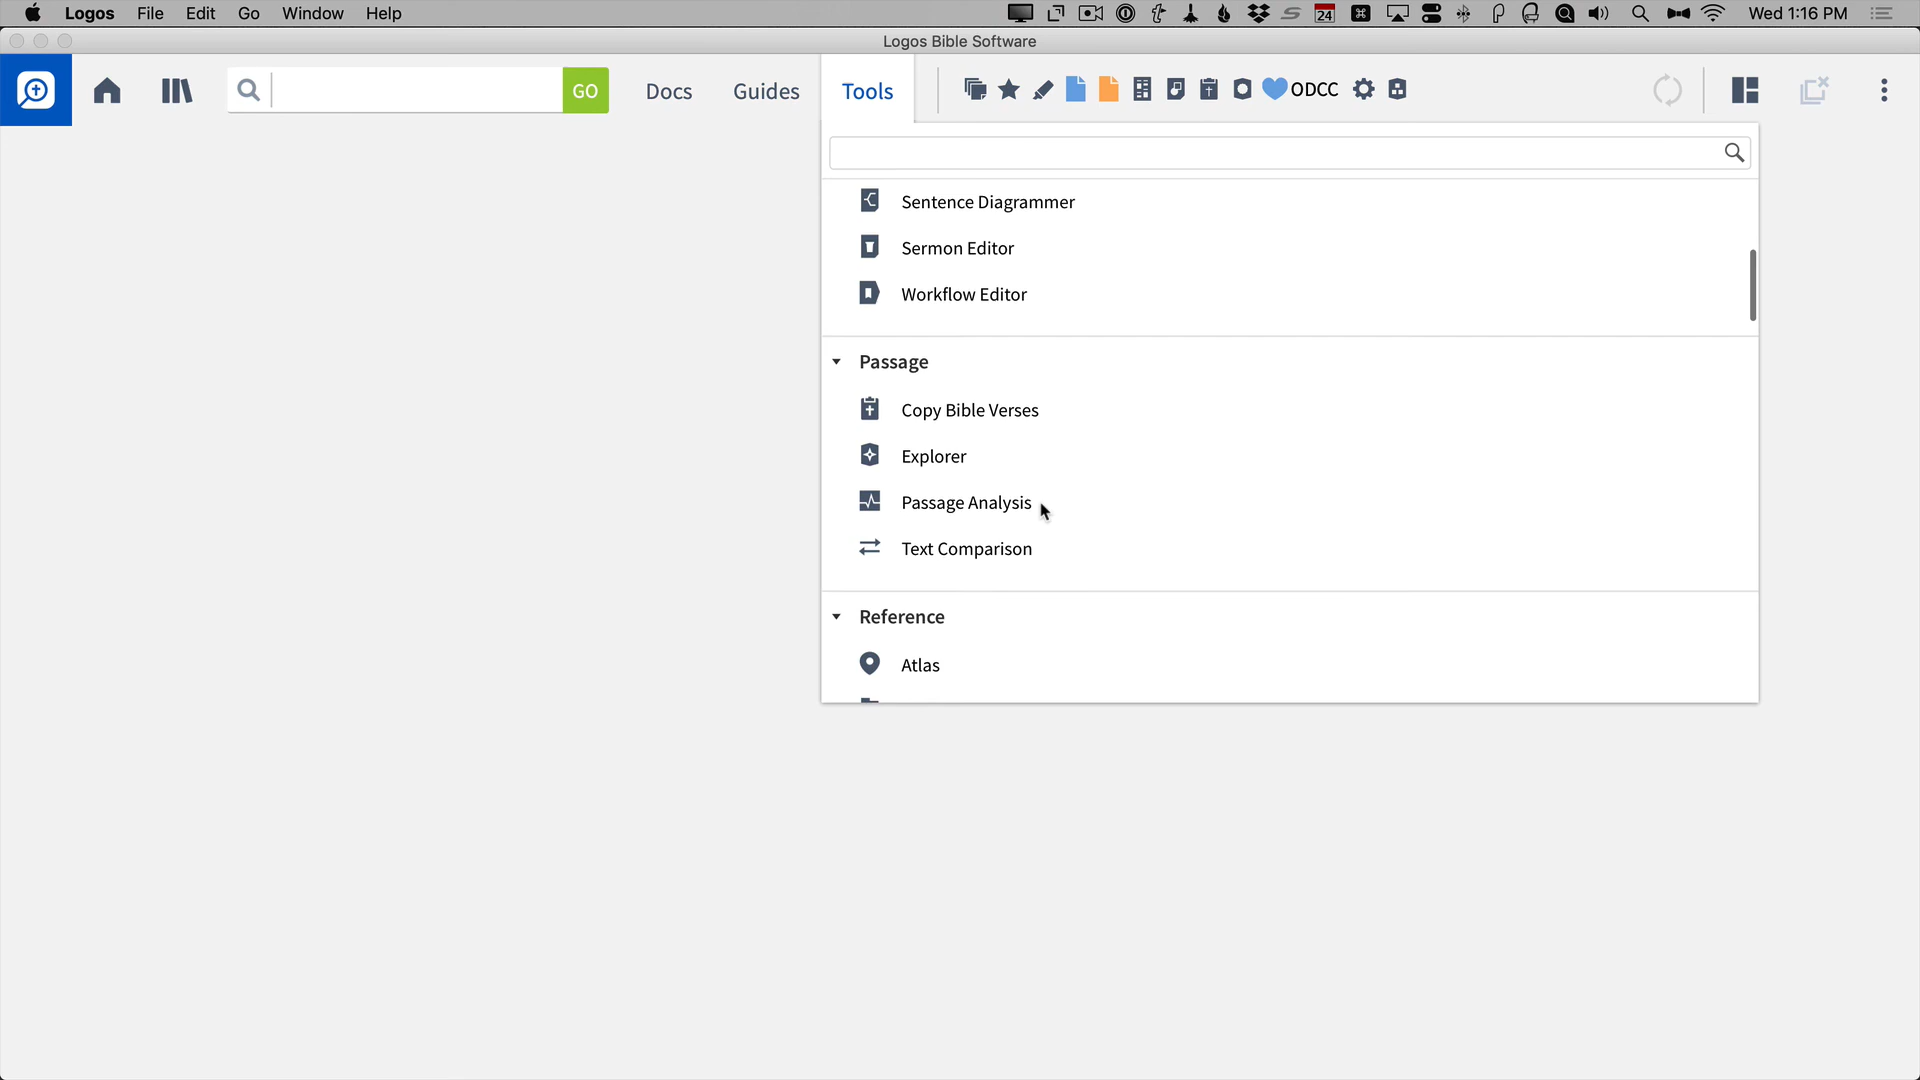 Logos File Edit Go Window Help 24 Wed 1:16 PM
Logos Bible Software
GO Docs Guides Tools ODCC
Sentence Diagrammer
Sermon Editor
Workflow Editor
Passage
Copy Bible Verses
Explorer
Passage Analysis
Text Comparison
Reference
Atlas